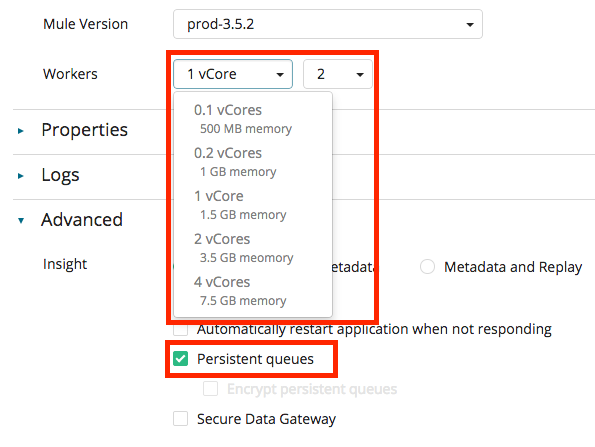 Mule Version prod-3.5.2
Workers 1 vCore 2
0.1 vCores
500 MB memory
0.2 vCores
1 GB memory
1 vCore
1.5 GB memory
2 vCores
3.5 GB meomory
4 vCores
7.5 GB memory
Properties
Logs
Advanced
Insight etadata Metadata and Replay
Automatically restart application when not responding
Persistent queues
Encrypt persistent queues
Secure Data Gateway